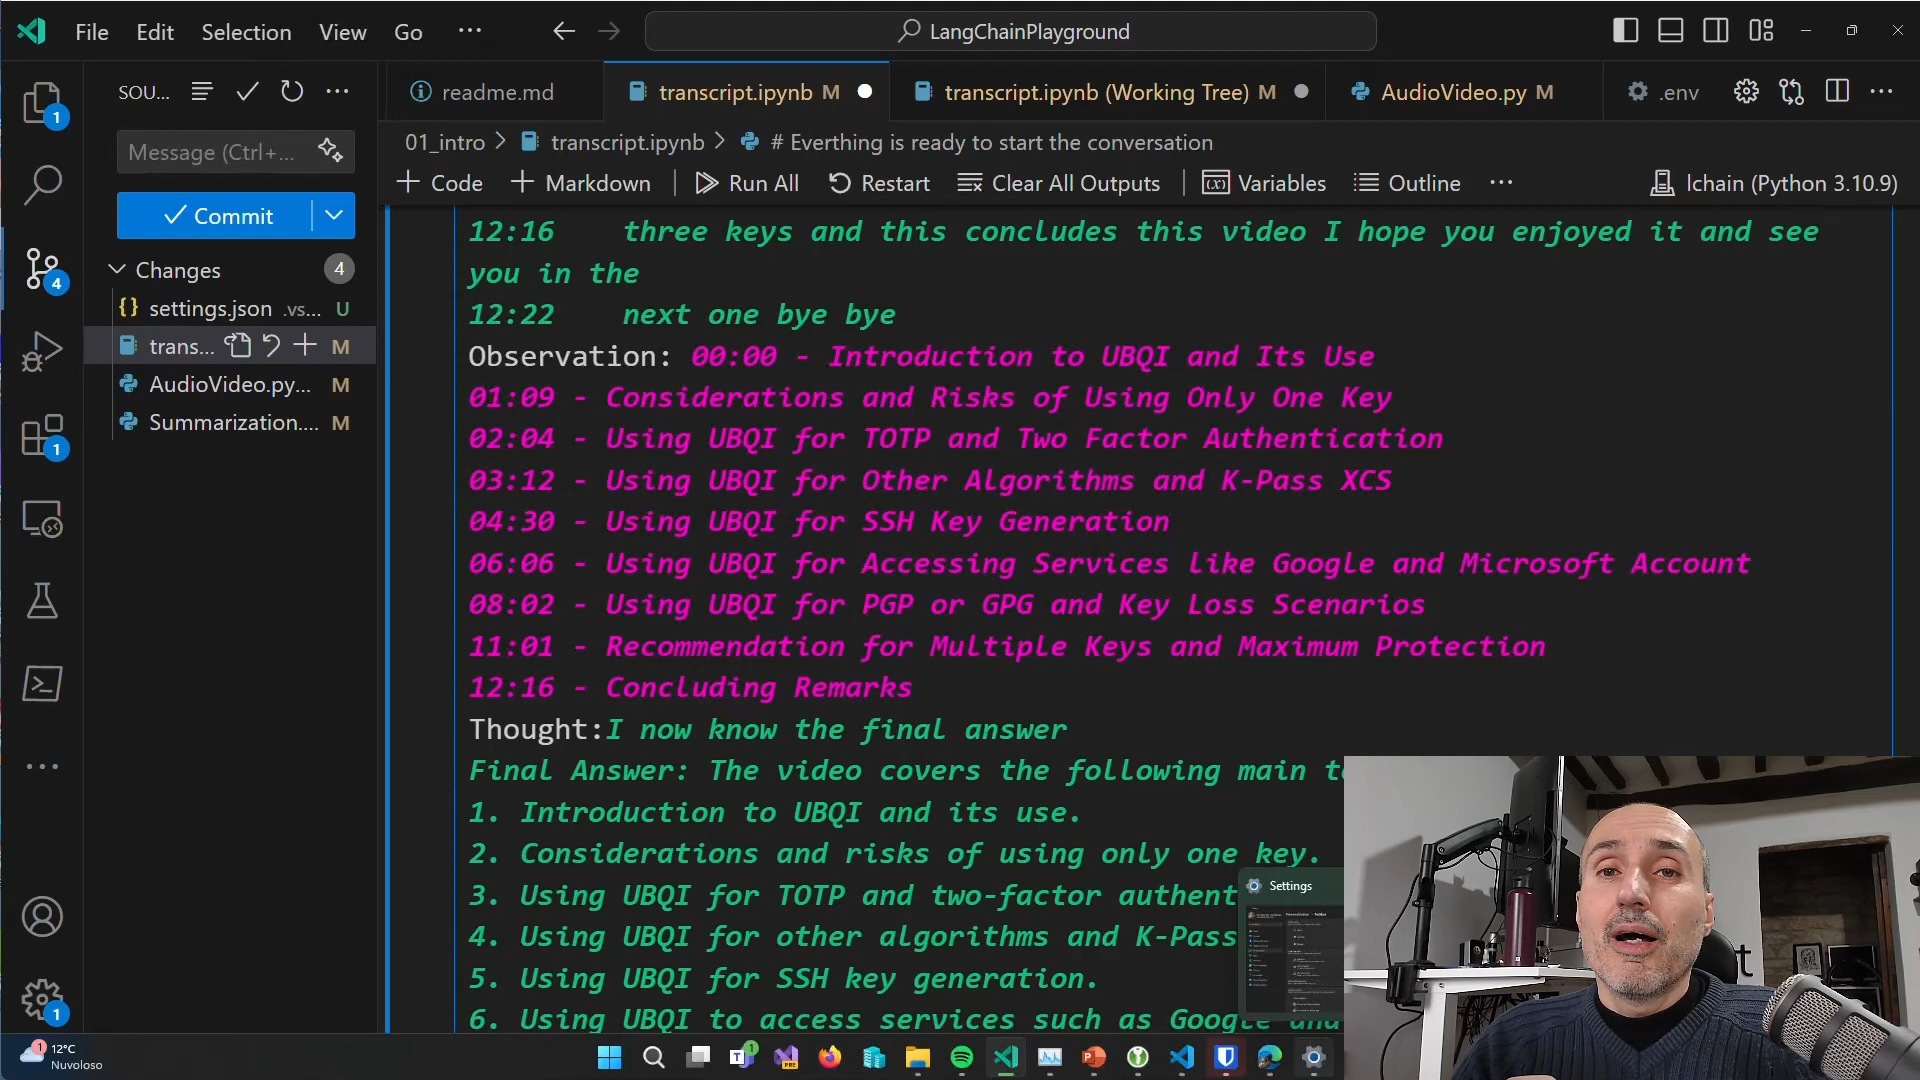 File Edit Selection View Go ··· LangChainPlayground
SOU... readme.md transcript.ipynb M transcript.ipynb (Working Tree) M AudioVideo.py M .env
Message (Ctrl+...
Commit
Changes 4
settings.json .vs... U
trans... M
AudioVideo.py... M
Summarization.... M
1
4
1
1
01_intro > transcript.ipynb > # Everthing is ready to start the conversation
+ Code + Markdown Run All Restart Clear All Outputs Variables Outline ··· lchain (Python 3.10.9)
12:16 three keys and this concludes this video I hope you enjoyed it and see
you in the
12:22 next one bye bye
Observation: 00:00 - Introduction to UBQI and Its Use
01:09 - Considerations and Risks of Using Only One Key
02:04 - Using UBQI for TOTP and Two Factor Authentication
03:12 - Using UBQI for Other Algorithms and K-Pass XCS
04:30 - Using UBQI for SSH Key Generation
06:06 - Using UBQI for Accessing Services like Google and Microsoft Account
08:02 - Using UBQI for PGP or GPG and Key Loss Scenarios
11:01 - Recommendation for Multiple Keys and Maximum Protection
12:16 - Concluding Remarks
Thought:I now know the final answer
Final Answer: The video covers the following main
1. Introduction to UBQI and its use.
2. Considerations and risks of using only one key.
3. Using UBQI for TOTP and two-factor authent
4. Using UBQI for other algorithms and K-Pass
5. Using UBQI for SSH key generation.
6. Using UBQI to access services such as Google and
Settings
1 12°C
Nuvoloso
1
PRE